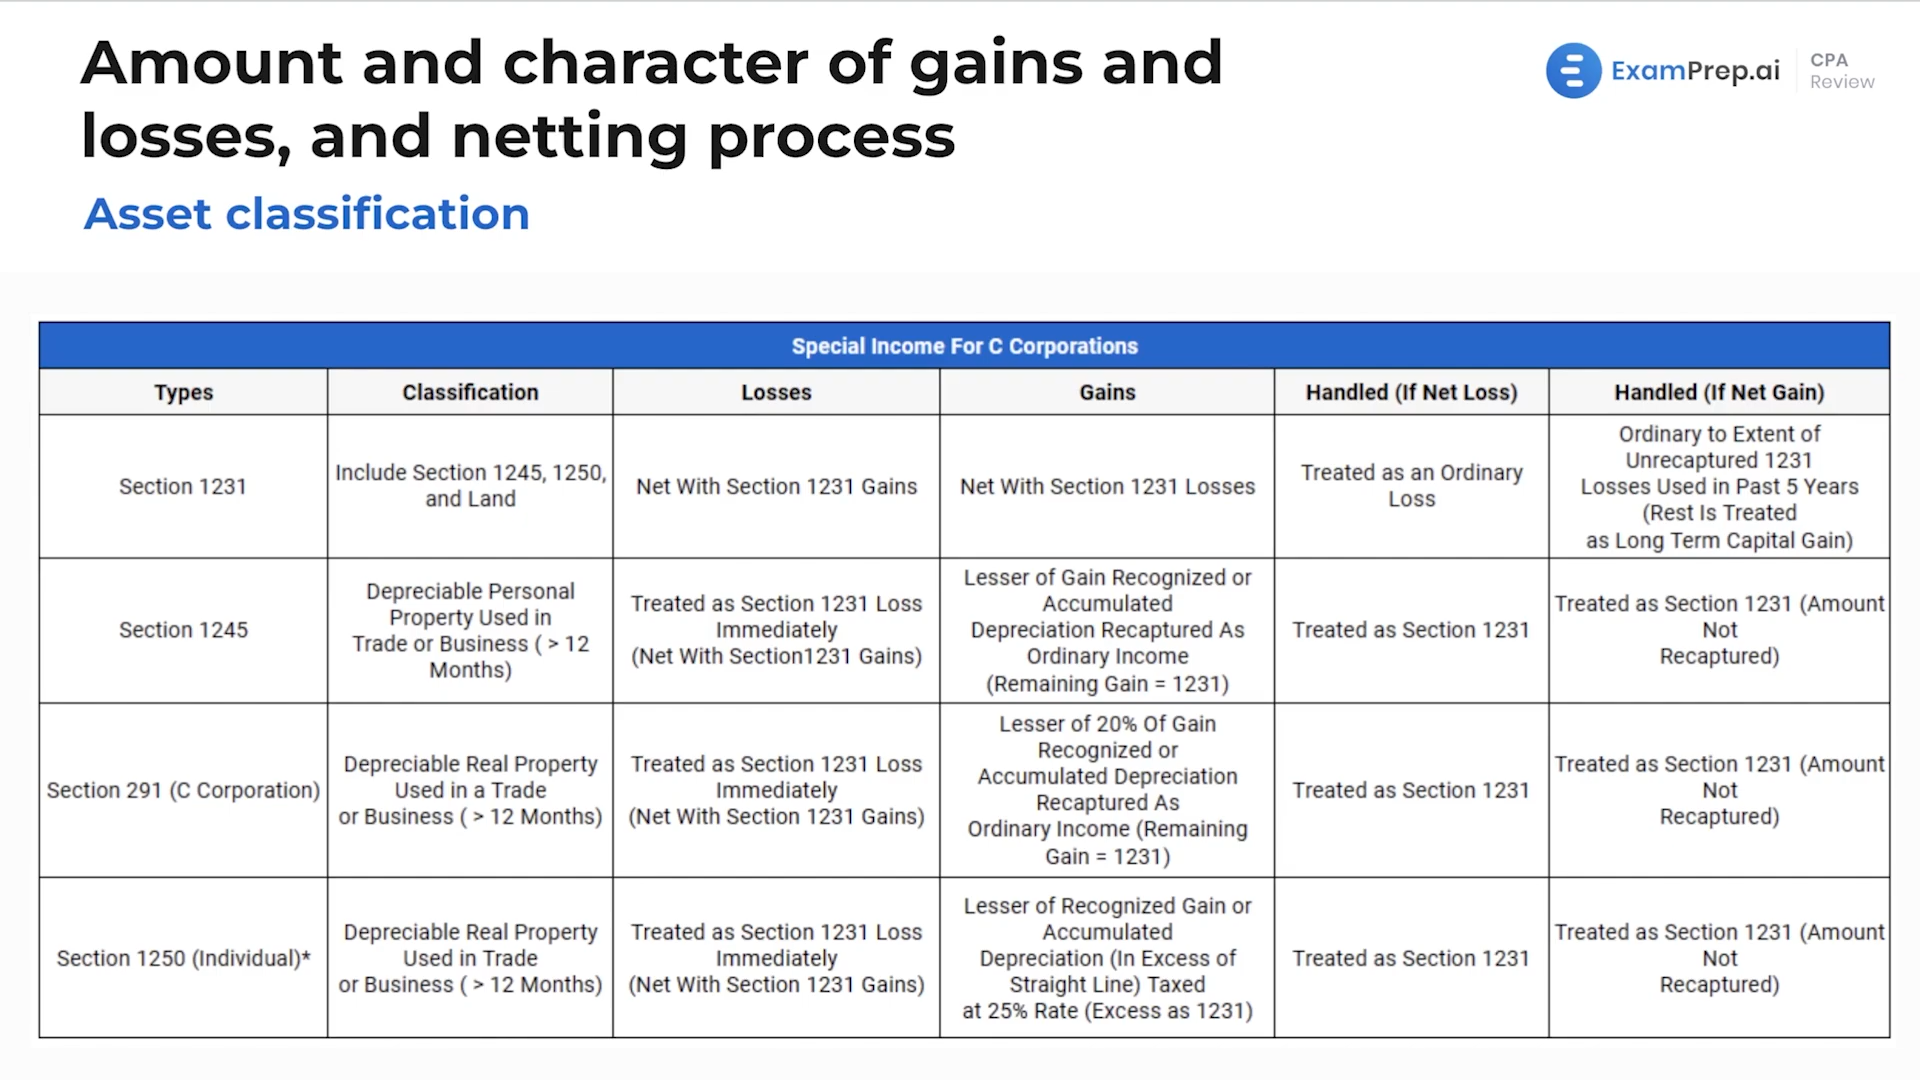 Amount and character of gains and
losses, and netting process
Asset classification
ExamPrep.ai
CPA
Review
Special Income For C Corporations
Types
Classification
Losses
Gains
Handled (If Net Loss)
Handled (If Net Gain)
Section 1231
Include Section 1245, 1250,
and Land
Net With Section 1231 Gains
Net With Section 1231 Losses
Treated as an Ordinary
Loss
Ordinary to Extent of
Unrecaptured 1231
Losses Used in Past 5 Years
(Rest Is Treated
as Long Term Capital Gain)
Section 1245
Depreciable Personal
Property Used in
Trade or Business ( > 12
Months)
Treated as Section 1231 Loss
Immediately
(Net With Section1231 Gains)
Lesser of Gain Recognized or
Accumulated
Depreciation Recaptured As
Ordinary Income
(Remaining Gain = 1231)
Treated as Section 1231
Treated as Section 1231 (Amount
Not
Recaptured)
Section 291 (C Corporation)
Depreciable Real Property
Used in a Trade
or Business ( > 12 Months)
Treated as Section 1231 Loss
Immediately
(Net With Section 1231 Gains)
Lesser of 20% Of Gain
Recognized or
Accumulated Depreciation
Recaptured As
Ordinary Income (Remaining
Gain = 1231)
Treated as Section 1231
Treated as Section 1231 (Amount
Not
Recaptured)
Section 1250 (Individual)*
Depreciable Real Property
Used in Trade
or Business ( > 12 Months)
Treated as Section 1231 Loss
Immediately
(Net With Section 1231 Gains)
Lesser of Recognized Gain or
Accumulated
Depreciation (In Excess of
Straight Line) Taxed
at 25% Rate (Excess as 1231)
Treated as Section 1231
Treated as Section 1231 (Amount
Not
Recaptured)